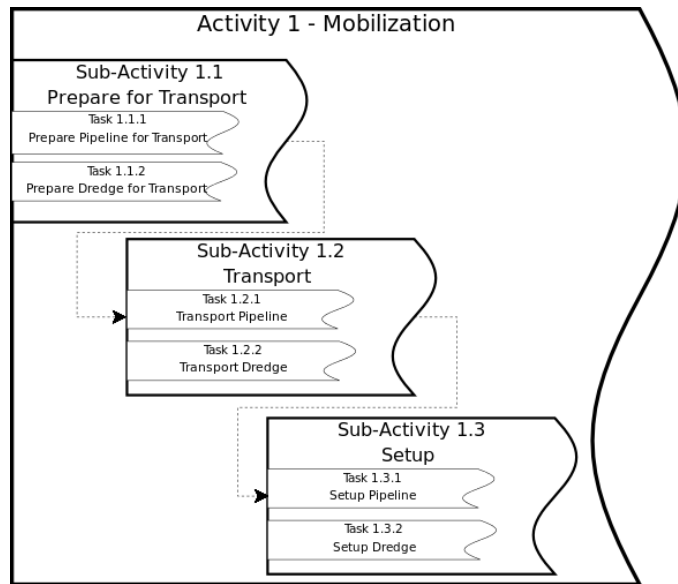 Activity 1 - Mobilization
Sub-Activity 1.1
Prepare for Transport
Task 1.1.1
Prepare Pipeline for Transport
Task 1.1.2
Prepare Dredge for Transport
Sub-Activity 1.2
Transport
Task 1.2.1
Transport Pipeline
Task 1.2.2
Transport Dredge
Sub-Activity 1.3
Setup
Task 1.3.1
Setup Pipeline
Task 1.3.2
Setup Dredge